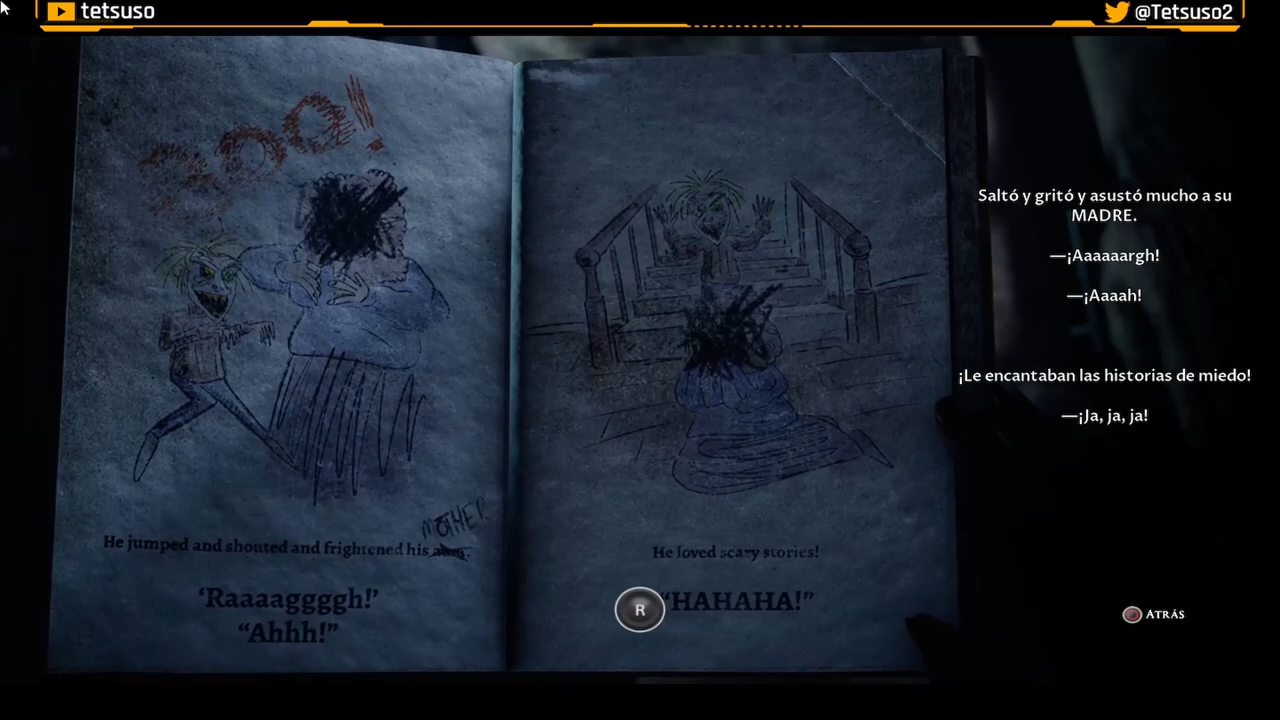 tetsuso
@Tetsuso2
BOO!
MOTHER
He jumped and shouted and frightened his
‘Raaaaggggh!’
“Ahhh!”
He loved scary stories!
“HAHAHA!”
R
Saltó y gritó y asustó mucho a su
MADRE.
—¡Aaaaaargh!
—¡Aaaah!
¡Le encantaban las historias de miedo!
—¡Ja, ja, ja!
ATRÁS